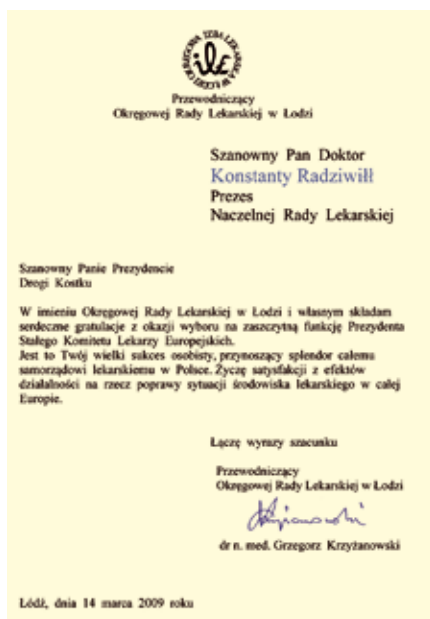 OKRĘGOWA IZBA LEKARSKA W ŁODZI
Przewodniczący
Okręgowej Rady Lekarskiej w Łodzi
Szanowny Pan Doktor
Konstanty Radziwiłł
Prezes
Naczelnej Rady Lekarskiej
Szanowny Panie Prezydencie
Drogi Kostku
W imieniu Okręgowej Rady Lekarskiej w Łodzi i własnym składam
serdeczne gratulacje z okazji wyboru na zaszczytną funkcję Prezydenta
Stałego Komitetu Lekarzy Europejskich.
Jest to Twój wielki sukces osobisty, przynoszący splendor całemu
samorządowi lekarskiemu w Polsce. Życzę satysfakcji z efektów
działalności na rzecz poprawy sytuacji środowiska lekarskiego w całej
Europie.
Łączę wyrazy szacunku
Przewodniczący
Okręgowej Rady Lekarskiej w Łodzi
dr n. med. Grzegorz Krzyżanowski
Łódź, dnia 14 marca 2009 roku